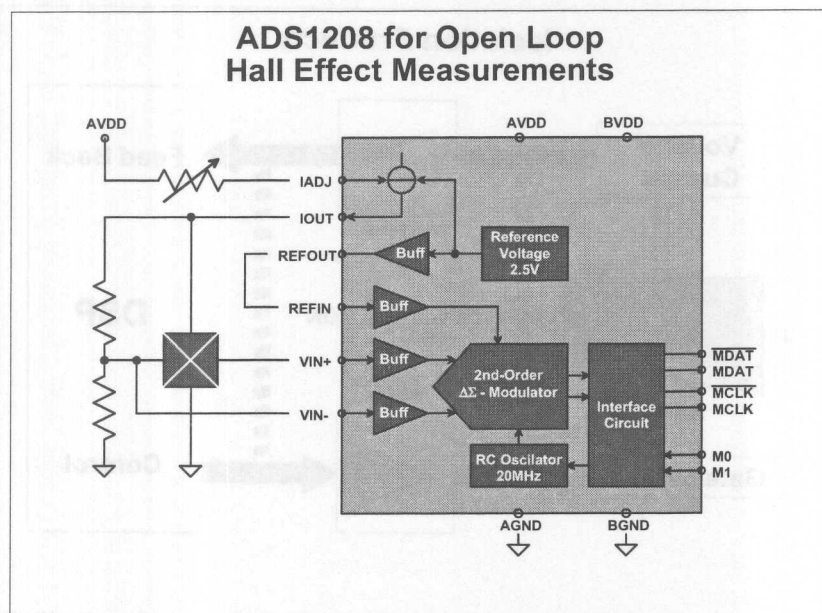 ADS1208 for Open Loop
Hall Effect Measurements
AVDD
AVDD
BVDD
IADJ
IOUT
REFOUT
Buff
Reference
Voltage
2.5V
REFIN
Buff
VIN+
Buff
VIN-
Buff
2nd-Order
ΔΣ - Modulator
Interface
Circuit
RC Oscilator
20MHz
MDAT
MDAT
MCLK
MCLK
M0
M1
AGND
BGND